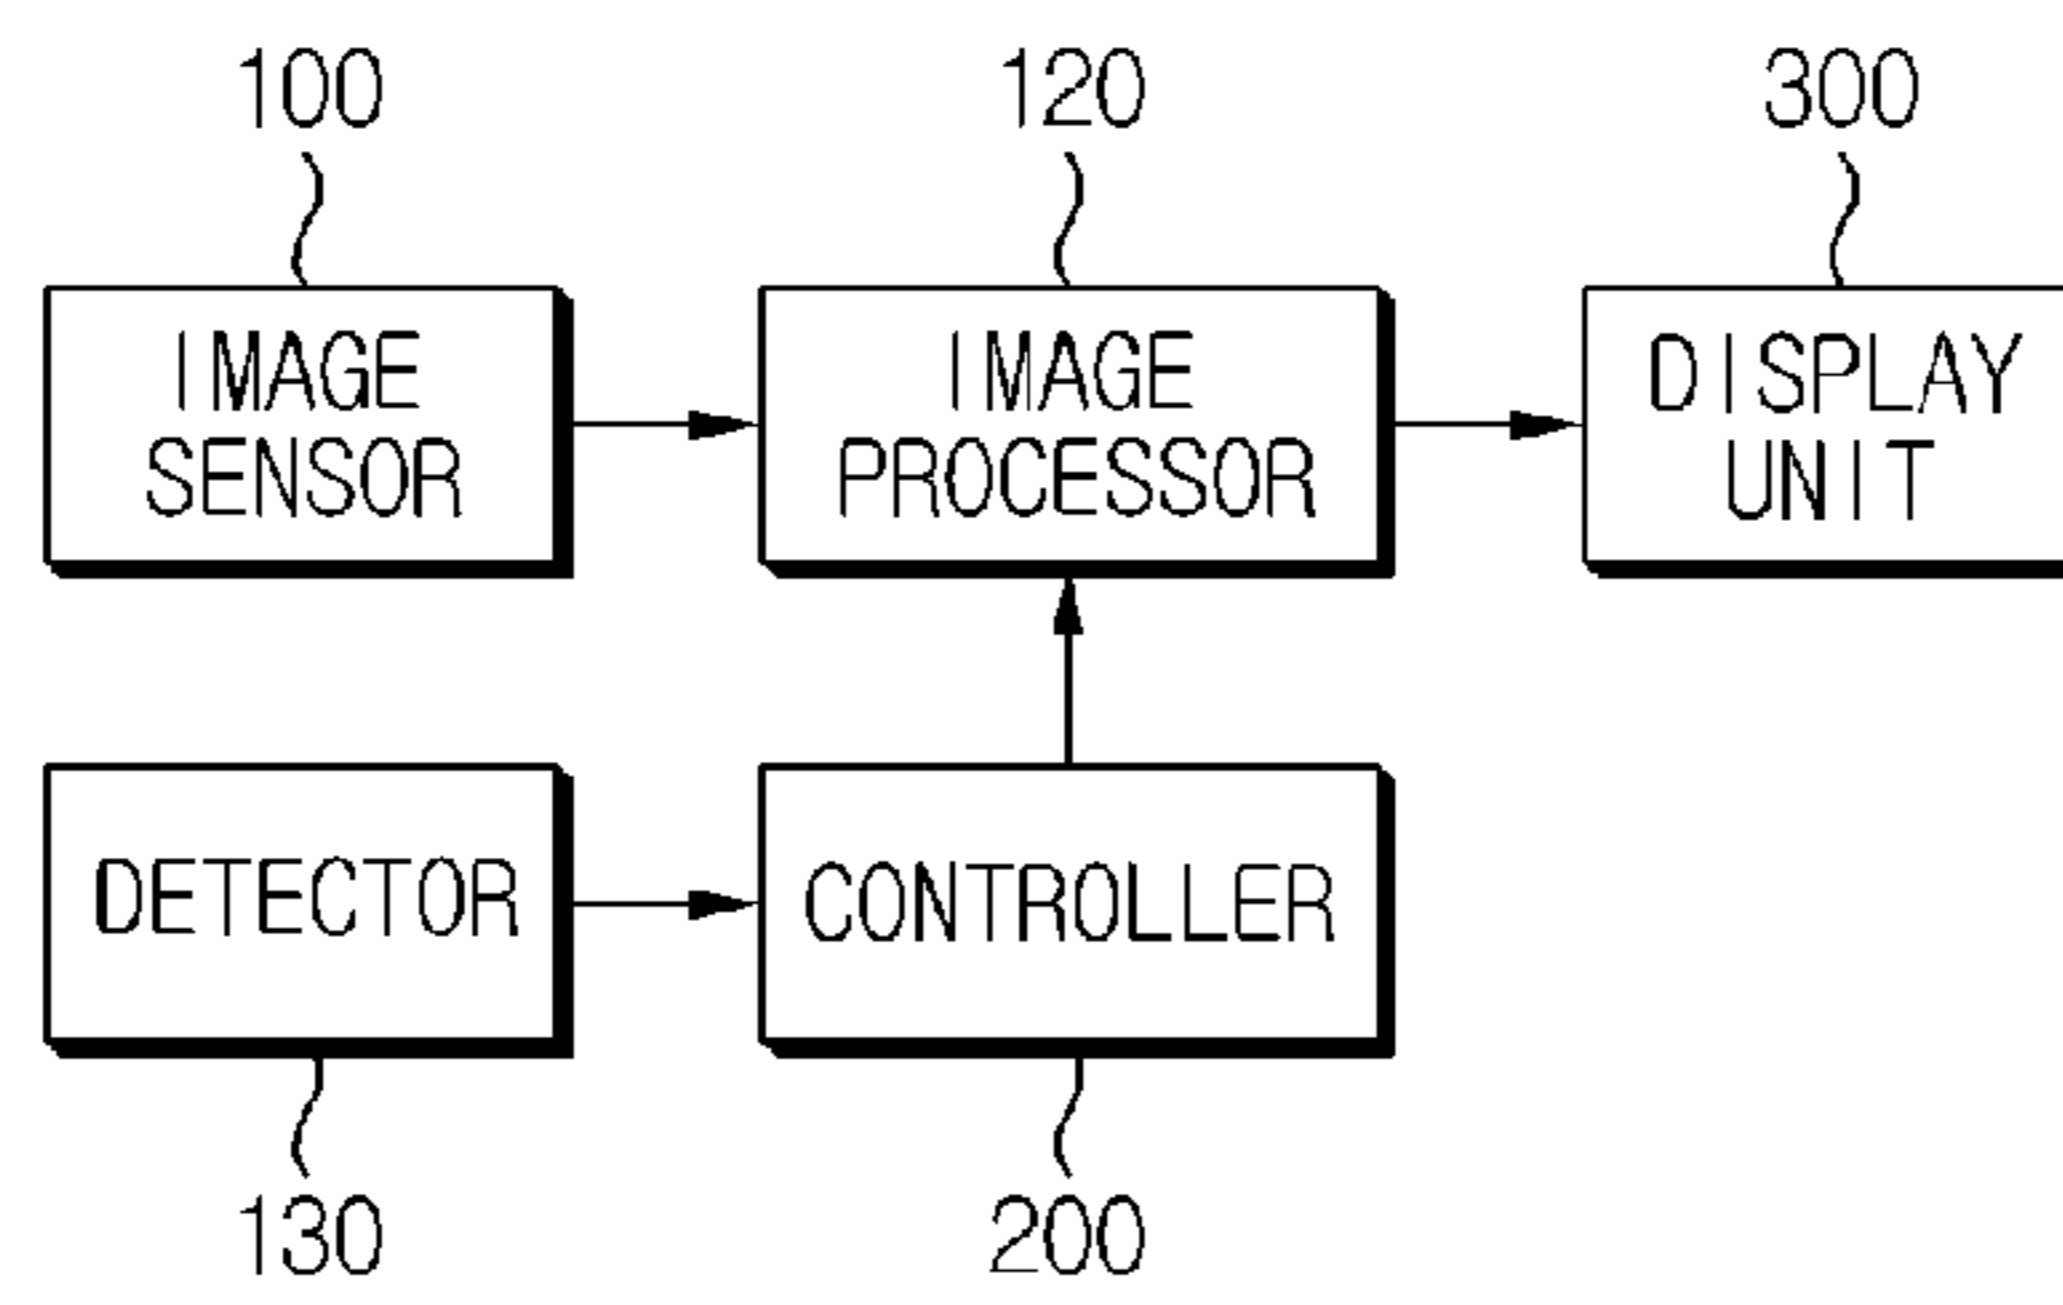 100
120
300
IMAGE
SENSOR
IMAGE
PROCESSOR
DISPLAY
UNIT
DETECTOR
CONTROLLER
130
200